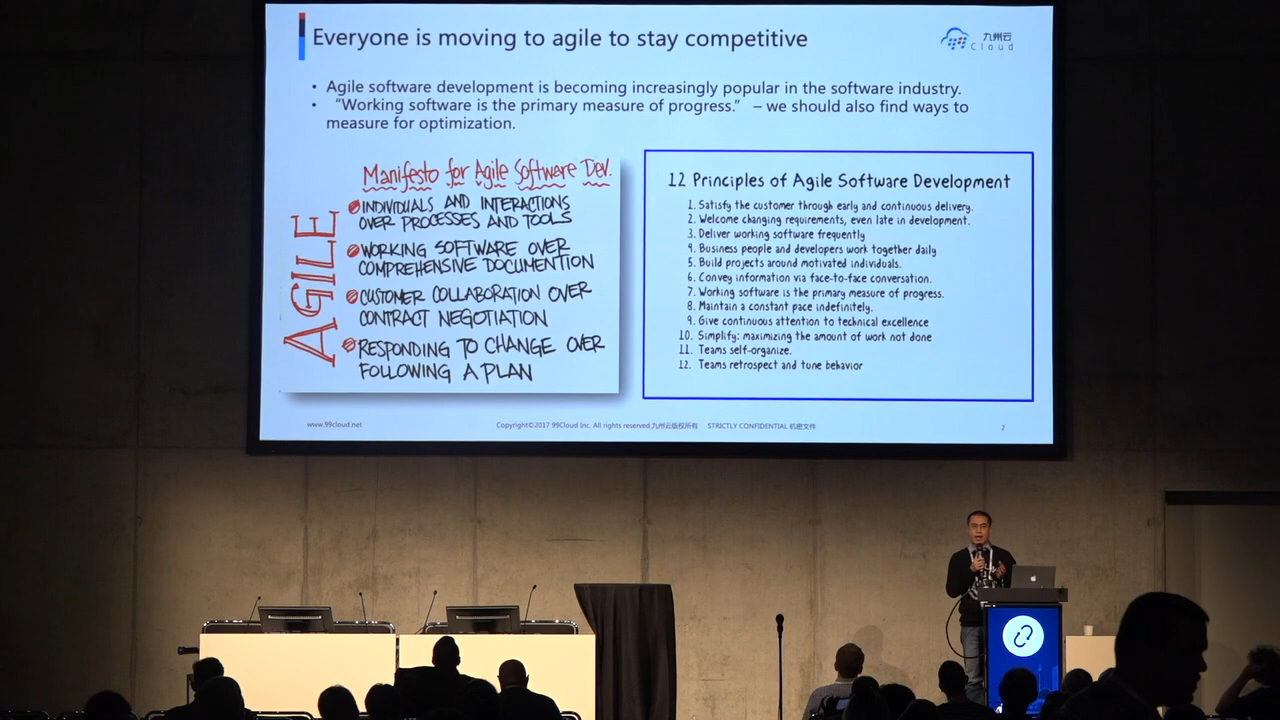 Everyone is moving to agile to stay competitive
九州云
Cloud
• Agile software development is becoming increasingly popular in the software industry.
• “Working software is the primary measure of progress.” – we should also find ways to
measure for optimization.
AGILE
Manifesto for Agile Software Dev.
INDIVIDUALS AND INTERACTIONS
OVER PROCESSES AND TOOLS
WORKING SOFTWARE OVER
COMPREHENSIVE DOCUMENTION
CUSTOMER COLLABORATION OVER
CONTRACT NEGOTIATION
RESPONDING TO CHANGE OVER
FOLLOWING A PLAN
12 Principles of Agile Software Development
1. Satisfy the customer through early and continuous delivery.
2. Welcome changing requirements, even late in development.
3. Deliver working software frequently
4. Business people and developers work together daily
5. Build projects around motivated individuals.
6. Convey information via face-to-face conversation.
7. Working software is the primary measure of progress.
8. Maintain a constant pace indefinitely.
9. Give continuous attention to technical excellence
10. Simplify: maximizing the amount of work not done
11. Teams self-organize.
12. Teams retrospect and tune behavior
www.99cloud.net
Copyright©2017 99Cloud Inc. All rights reserved.九州云版权所有 STRICTLY CONFIDENTIAL 机密文件
2